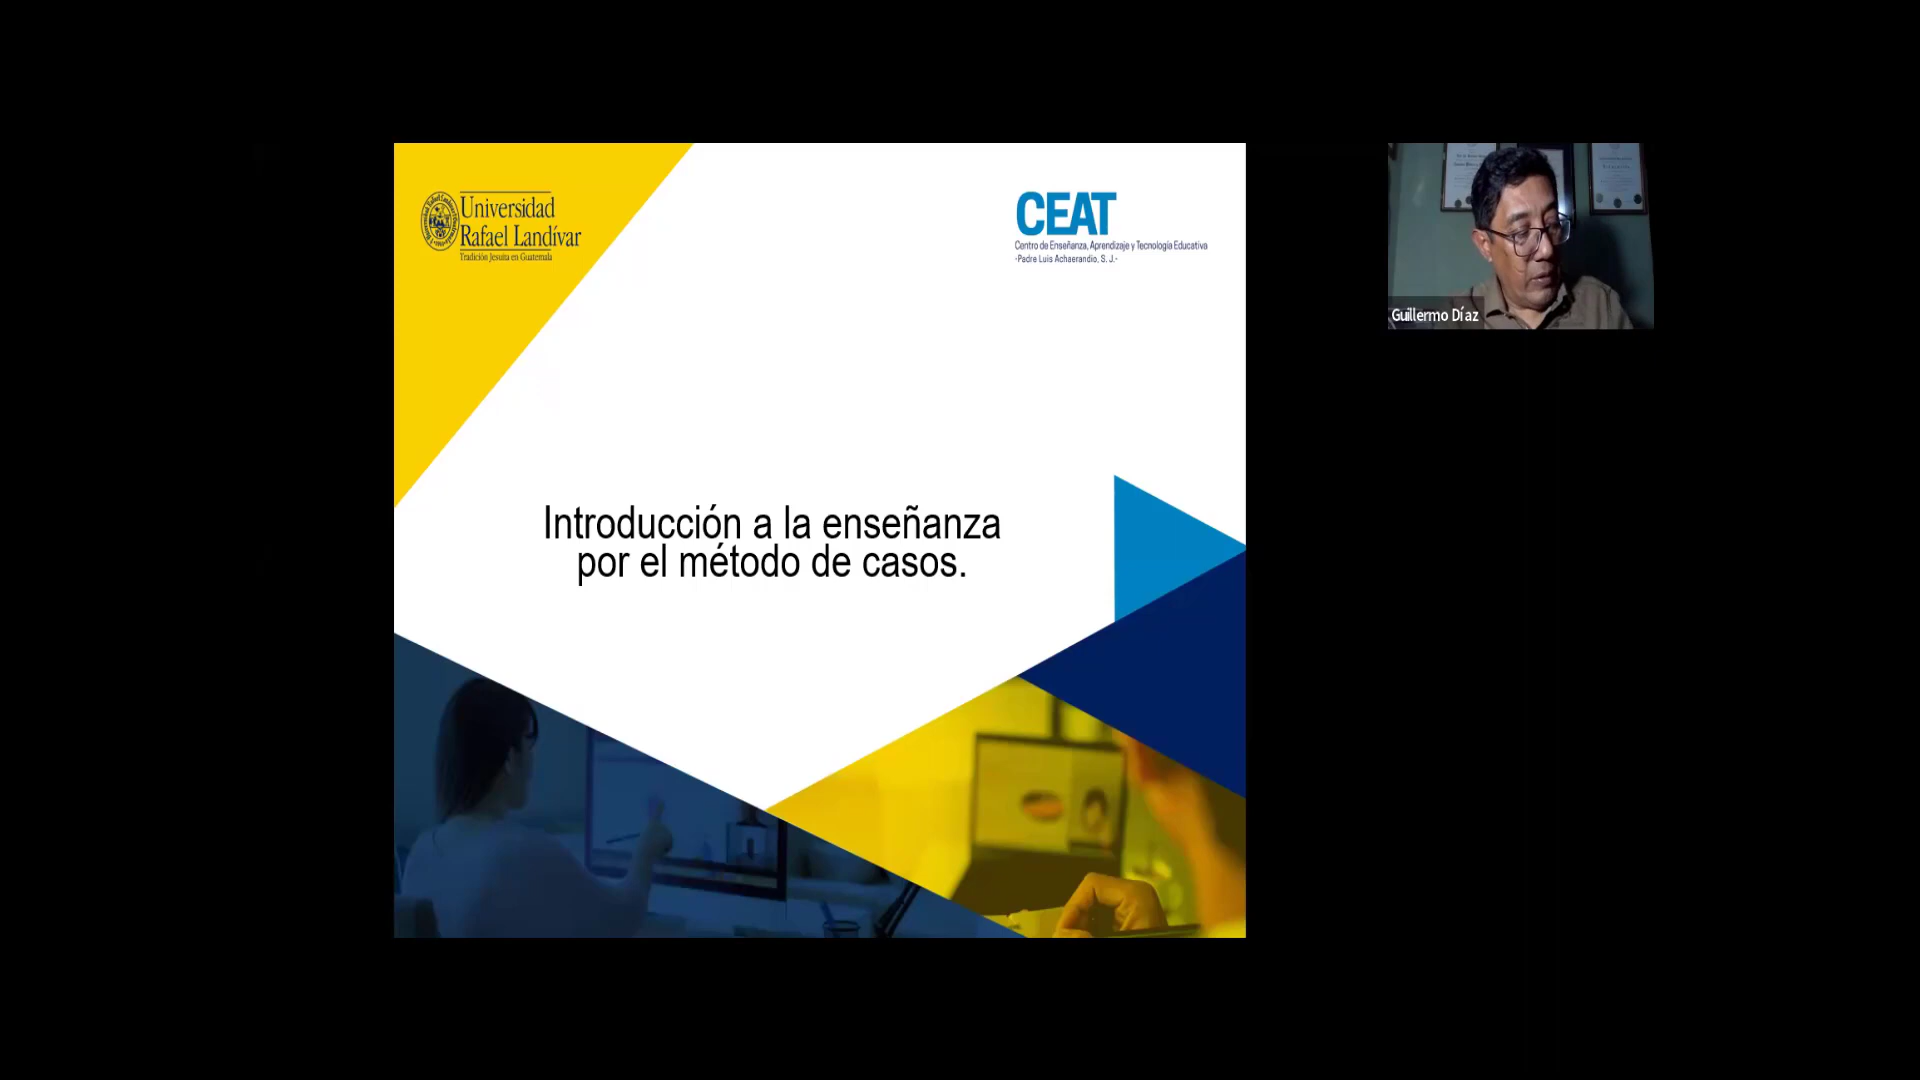 Universidad
Rafael Landívar
Tradición Jesuita en Guatemala
CEAT
Centro de Enseñanza, Aprendizaje y Tecnología Educativa
-Padre Luis Achaerandio, S. J.-
Introducción a la enseñanza
por el método de casos.
Guillermo Díaz